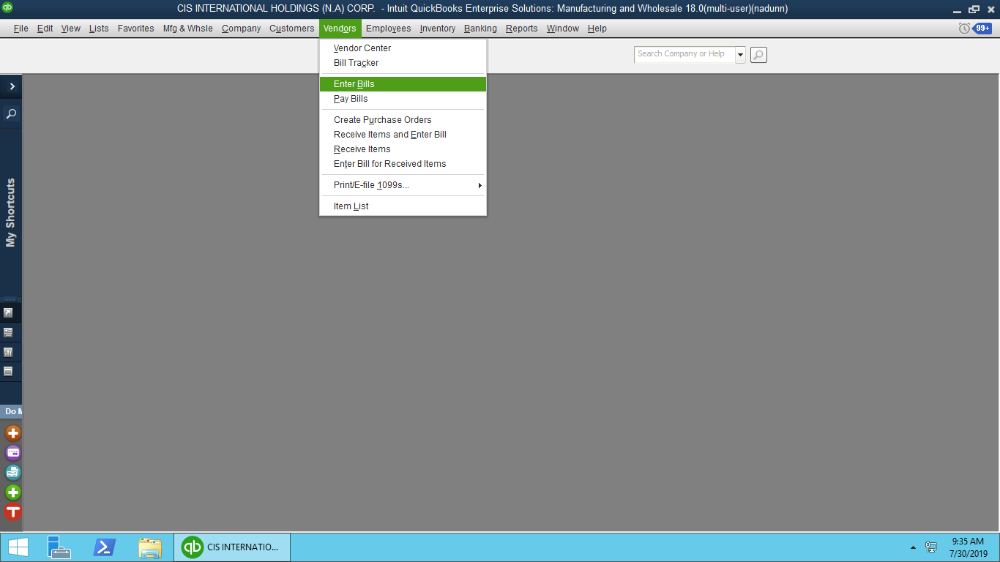 CIS INTERNATIONAL HOLDINGS (N.A) CORP. - Intuit QuickBooks Enterprise Solutions: Manufacturing and Wholesale 18.0(multi-user)(nadunn)
File Edit View Lists Favorites Mfg & Whsle Company Customers Vendors Employees Inventory Banking Reports Window Help 99+
Vendor Center
Bill Tracker
Enter Bills
Pay Bills
Create Purchase Orders
Receive Items and Enter Bill
Receive Items
Enter Bill for Received Items
Print/E-file 1099s...
Item List
Search Company or Help
My Shortcuts
Do M
qb CIS INTERNATIO...
9:35 AM
7/30/2019